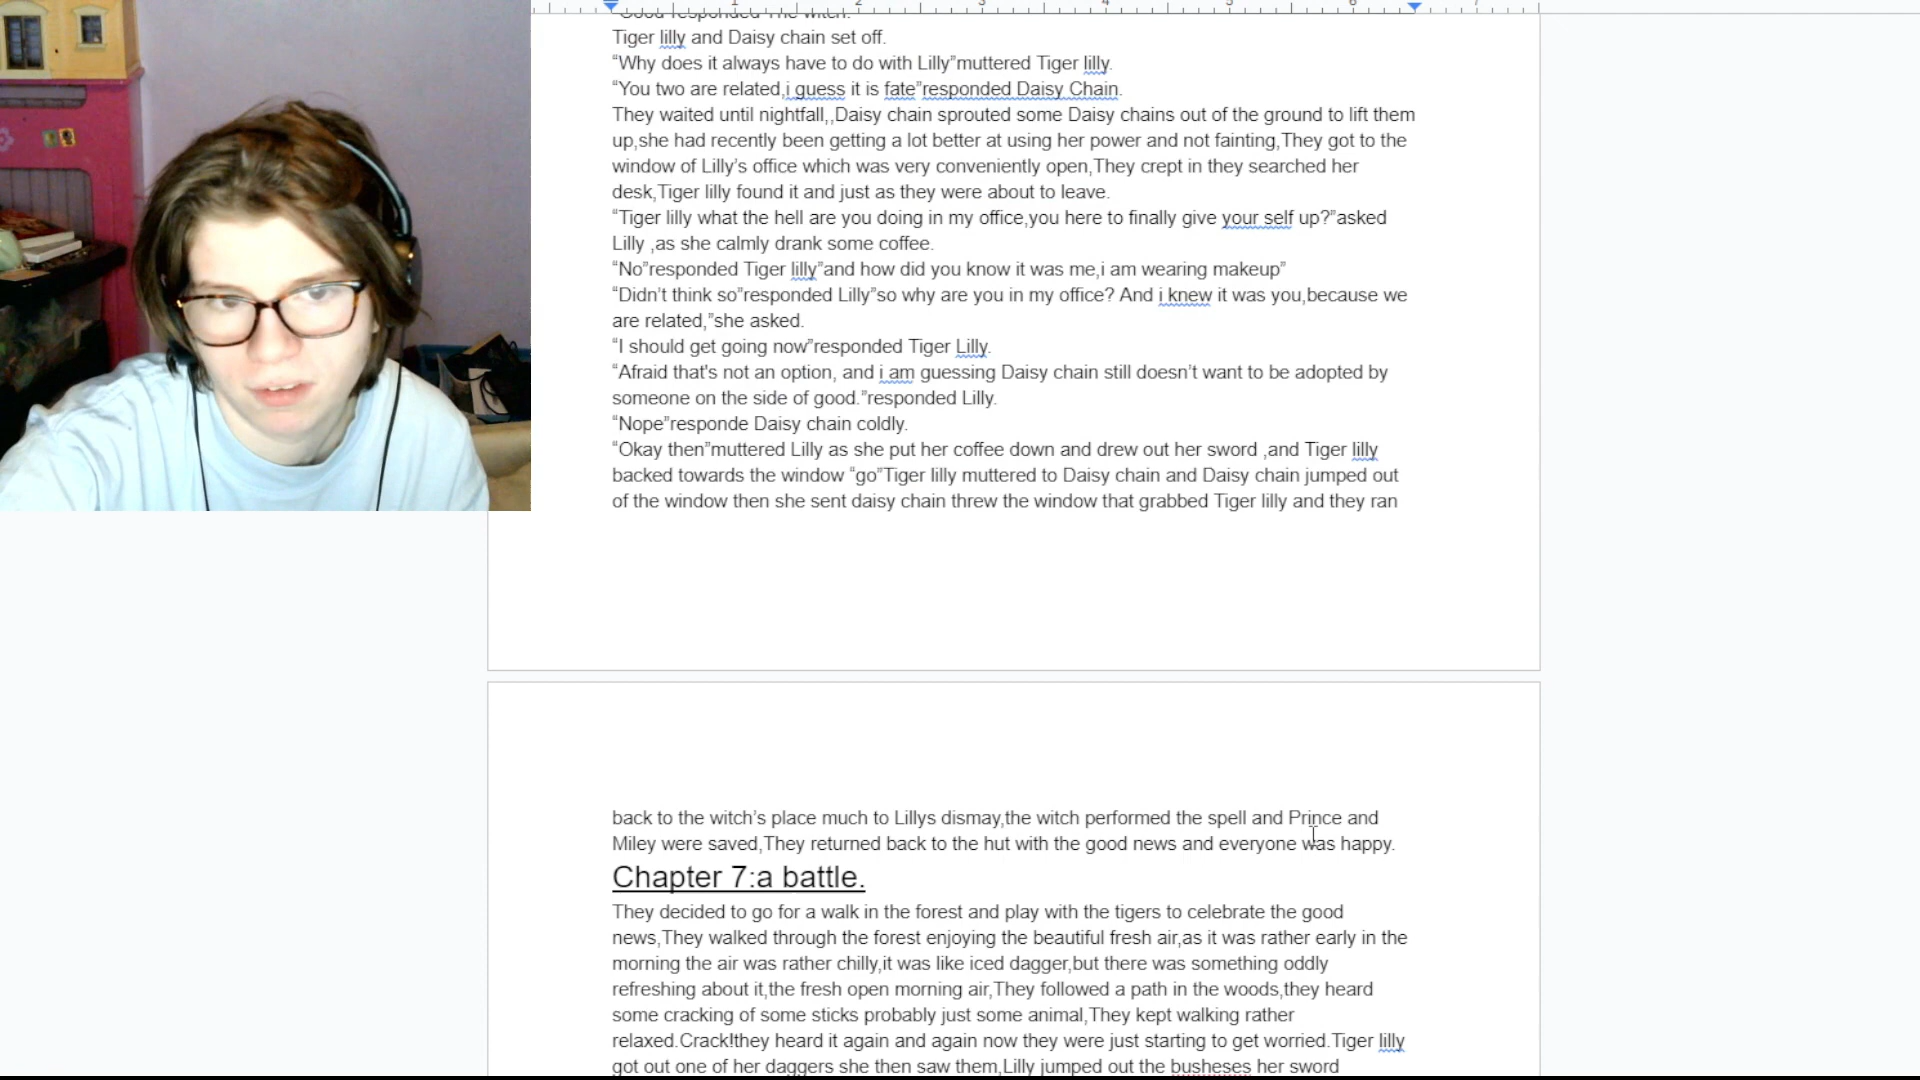 “Good”responded The witch.
Tiger lilly and Daisy chain set off.
“Why does it always have to do with Lilly”muttered Tiger lilly.
“You two are related,i guess it is fate”responded Daisy Chain.
They waited until nightfall,,Daisy chain sprouted some Daisy chains out of the ground to lift them
up,she had recently been getting a lot better at using her power and not fainting,They got to the
window of Lilly’s office which was very conveniently open,They crept in they searched her
desk,Tiger lilly found it and just as they were about to leave.
“Tiger lilly what the hell are you doing in my office,you here to finally give your self up?”asked
Lilly ,as she calmly drank some coffee.
“No”responded Tiger lilly”and how did you know it was me,i am wearing makeup”
“Didn’t think so”responded Lilly”so why are you in my office? And i knew it was you,because we
are related,”she asked.
“I should get going now”responded Tiger Lilly.
“Afraid that's not an option, and i am guessing Daisy chain still doesn’t want to be adopted by
someone on the side of good.”responded Lilly.
“Nope”responde Daisy chain coldly.
“Okay then”muttered Lilly as she put her coffee down and drew out her sword ,and Tiger lilly
backed towards the window “go”Tiger lilly muttered to Daisy chain and Daisy chain jumped out
of the window then she sent daisy chain threw the window that grabbed Tiger lilly and they ran
back to the witch’s place much to Lillys dismay,the witch performed the spell and Prince and
Miley were saved,They returned back to the hut with the good news and everyone was happy.
Chapter 7:a battle.
They decided to go for a walk in the forest and play with the tigers to celebrate the good
news,They walked through the forest enjoying the beautiful fresh air,as it was rather early in the
morning the air was rather chilly,it was like iced dagger,but there was something oddly
refreshing about it,the fresh open morning air,They followed a path in the woods,they heard
some cracking of some sticks probably just some animal,They kept walking rather
relaxed.Crack!they heard it again and again now they were just starting to get worried.Tiger lilly
got out one of her daggers she then saw them,Lilly jumped out the busheses her sword